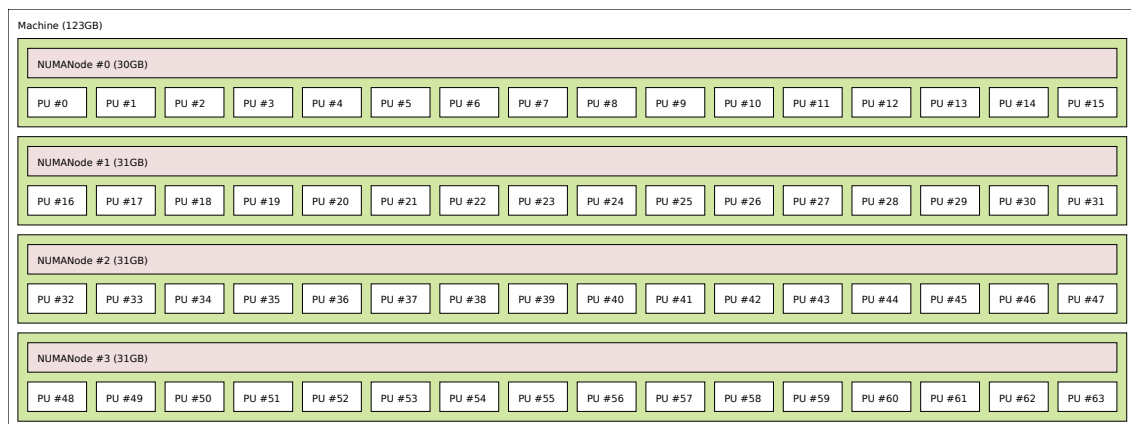 Machine (123GB)
NUMANode #0 (30GB)
PU #0 PU #1 PU #2 PU #3 PU #4 PU #5 PU #6 PU #7 PU #8 PU #9 PU #10 PU #11 PU #12 PU #13 PU #14 PU #15
NUMANode #1 (31GB)
PU #16 PU #17 PU #18 PU #19 PU #20 PU #21 PU #22 PU #23 PU #24 PU #25 PU #26 PU #27 PU #28 PU #29 PU #30 PU #31
NUMANode #2 (31GB)
PU #32 PU #33 PU #34 PU #35 PU #36 PU #37 PU #38 PU #39 PU #40 PU #41 PU #42 PU #43 PU #44 PU #45 PU #46 PU #47
NUMANode #3 (31GB)
PU #48 PU #49 PU #50 PU #51 PU #52 PU #53 PU #54 PU #55 PU #56 PU #57 PU #58 PU #59 PU #60 PU #61 PU #62 PU #63